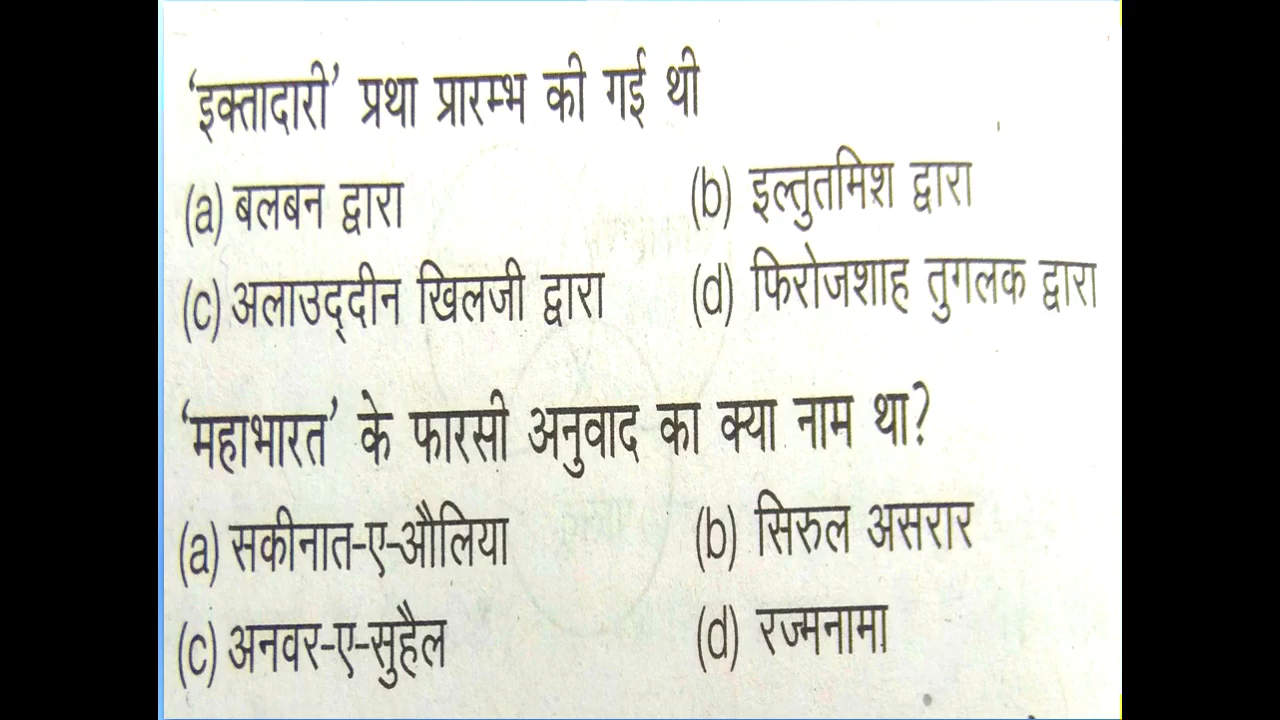 'इक्तादारी' प्रथा प्रारम्भ की गई थी
(a) बलबन द्वारा (b) इल्तुतमिश द्वारा
(c) अलाउद्‌दीन खिलजी द्वारा (d) फिरोजशाह तुगलक द्वारा
'महाभारत' के फारसी अनुवाद का क्या नाम था?
(a) सकीनात-ए-औलिया (b) सिरुल असरार
(c) अनवर-ए-सुहैल (d) रज्मनामा